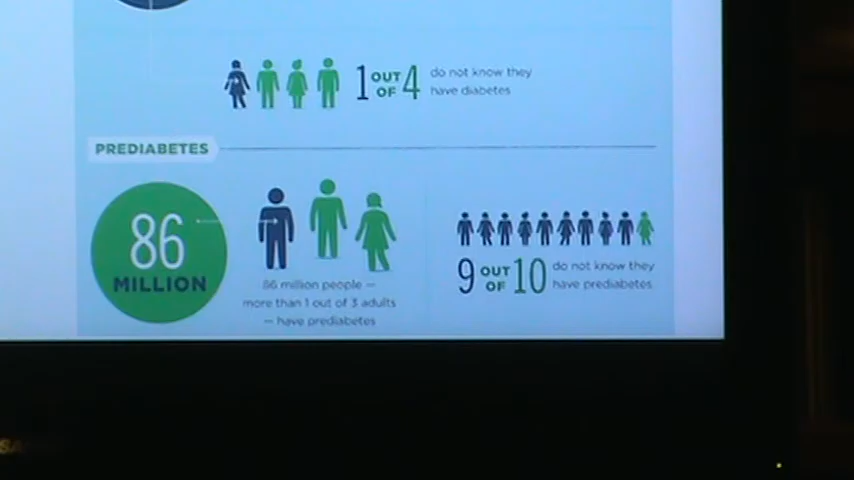 1 OUT OF 4
do not know they
have diabetes
PREDIABETES
86
MILLION
86 million people —
more than 1 out of 3 adults
— have prediabetes
9 OUT OF 10
do not know they
have prediabetes